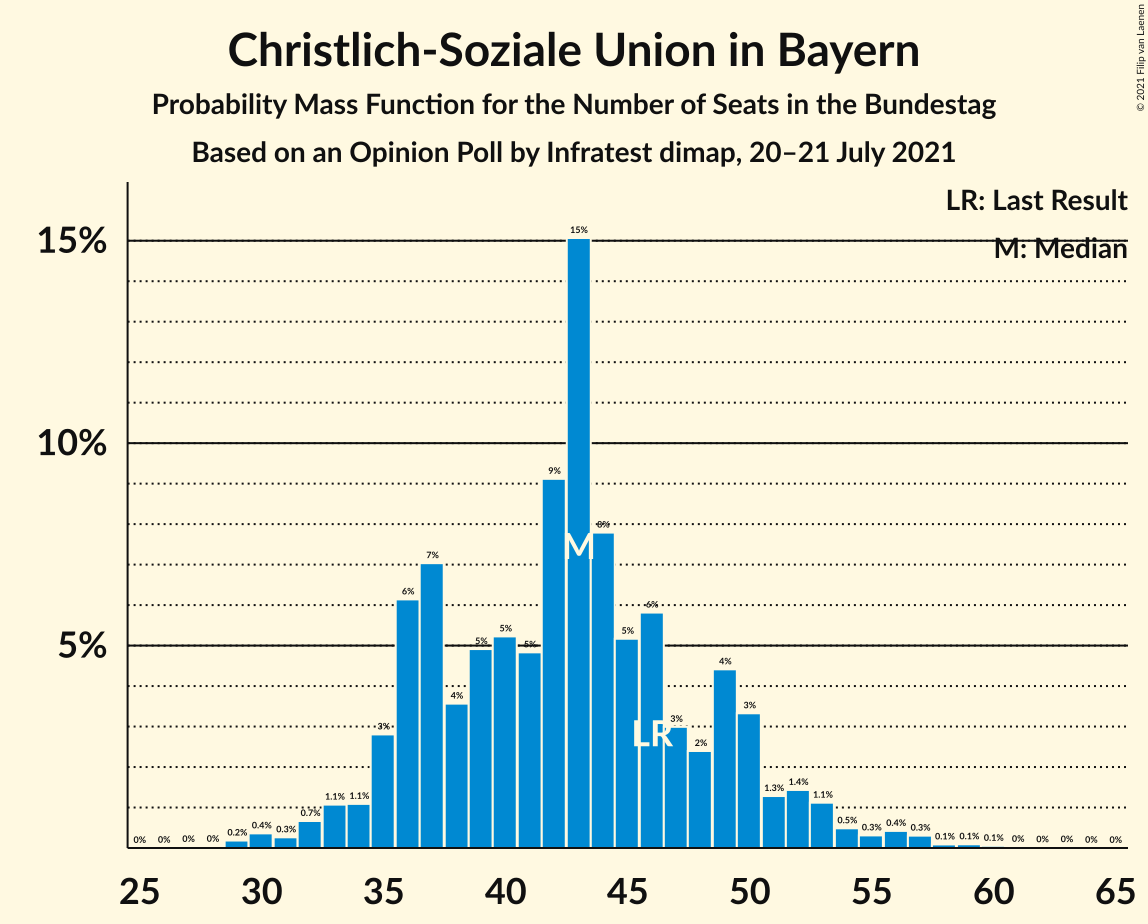 Christlich-Soziale Union in Bayern
Probability Mass Function for the Number of Seats in the Bundestag
Based on an Opinion Poll by Infratest dimap, 20–21 July 2021
© 2021 Filip van Laenen
LR: Last Result
M: Median
15%
10%
5%
0% 0% 0% 0% 0.2% 0.4% 0.3% 0.7% 1.1% 1.1% 3% 6% 7% 4% 5% 5% 5% 9% 15% 8% 5% 6% 3% 2% 4% 3% 1.3% 1.4% 1.1% 0.5% 0.3% 0.4% 0.3% 0.1% 0.1% 0.1% 0% 0% 0% 0% 0%
M
LR
25 30 35 40 45 50 55 60 65